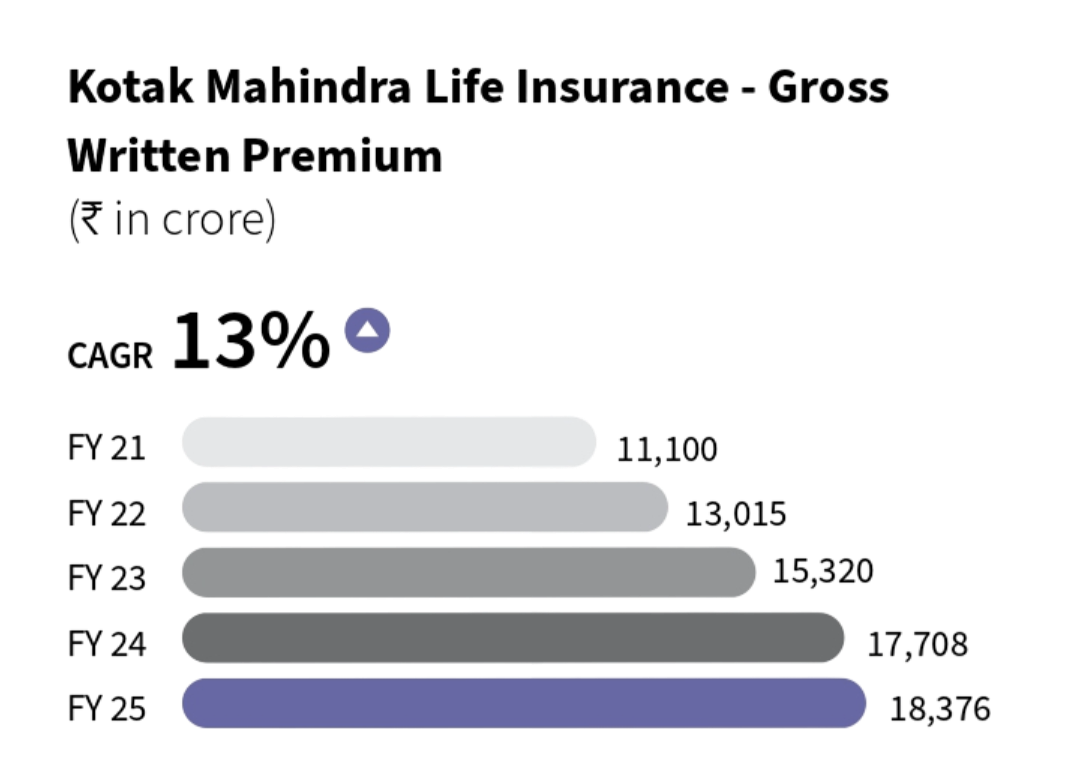 Kotak Mahindra Life Insurance - Gross
Written Premium
(₹ in crore)
CAGR 13%
FY 21 11,100
FY 22 13,015
FY 23 15,320
FY 24 17,708
FY 25 18,376